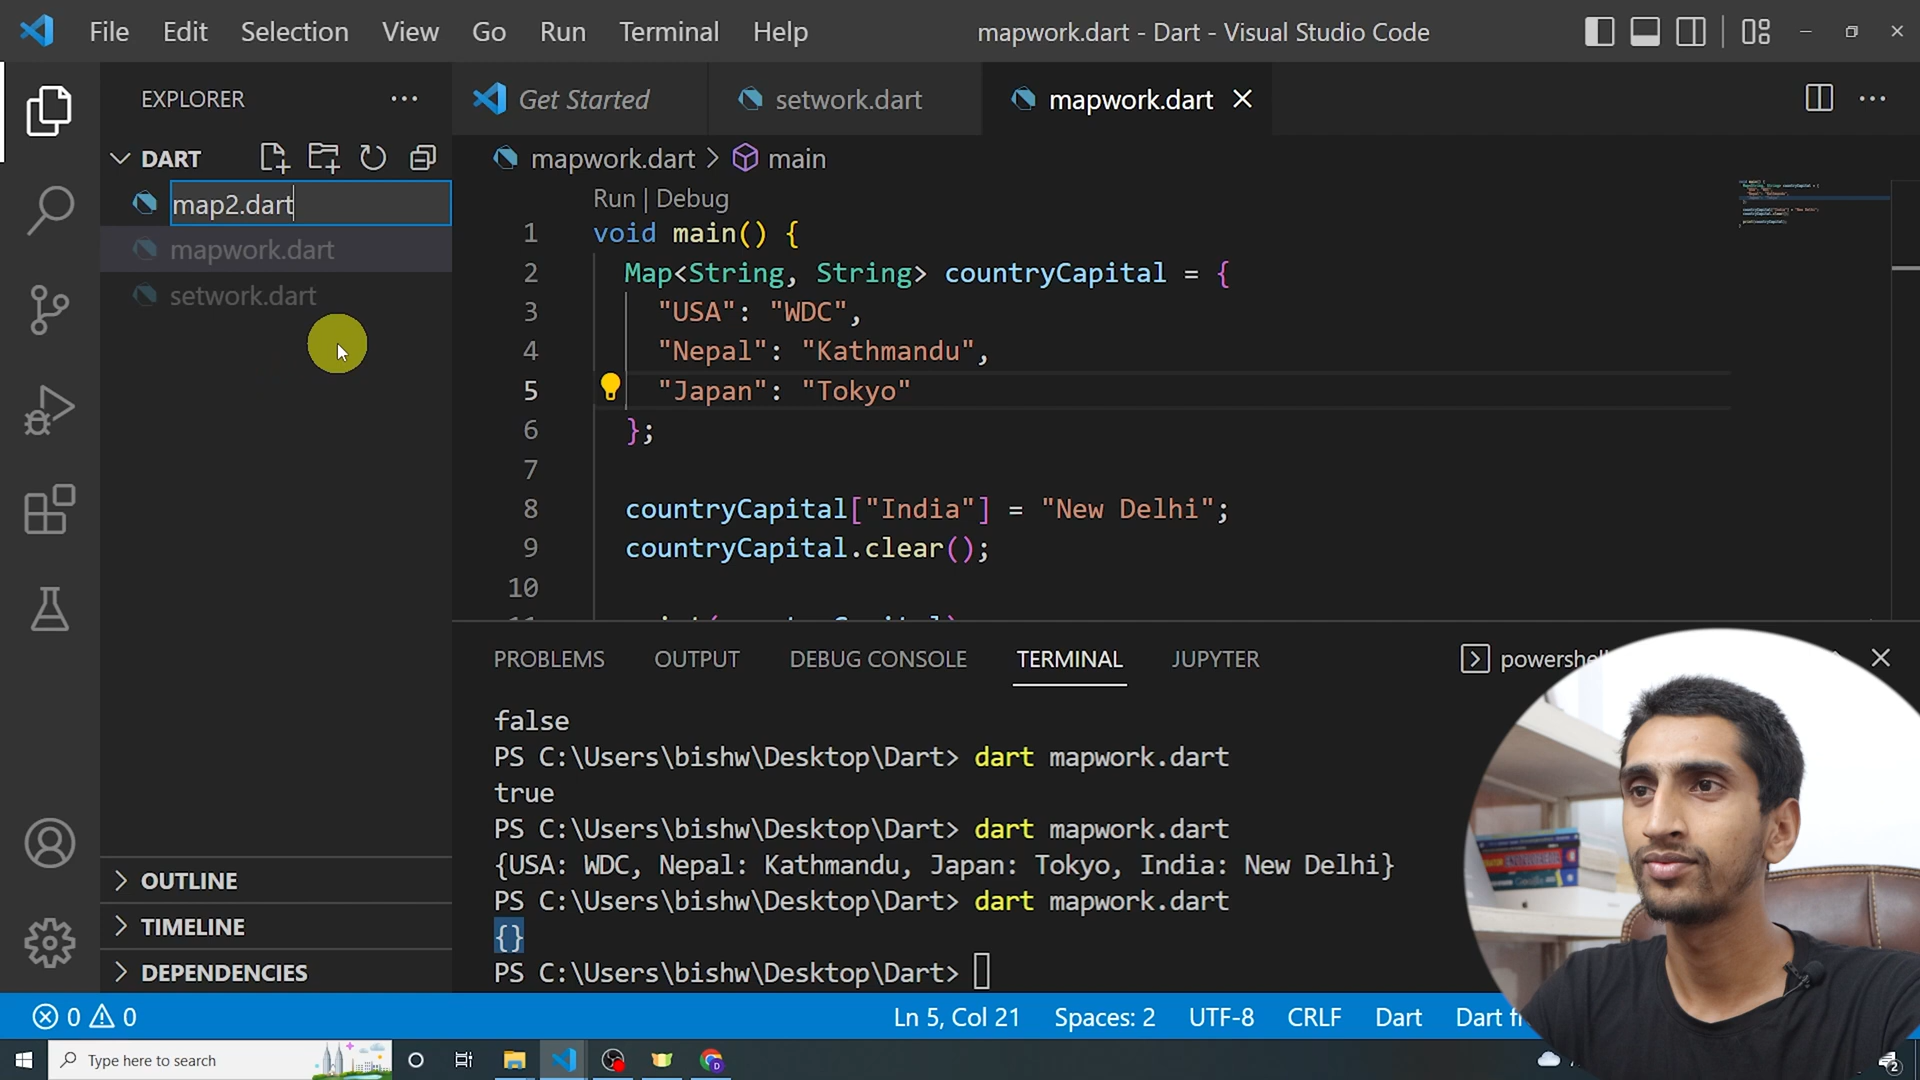 File Edit Selection View Go Run Terminal Help
mapwork.dart - Dart - Visual Studio Code
EXPLORER
DART
map2.dart
mapwork.dart
setwork.dart
OUTLINE
TIMELINE
DEPENDENCIES
Get Started
setwork.dart
mapwork.dart
mapwork.dart > main
Run | Debug
1 void main() {
2 Map<String, String> countryCapital = {
3 "USA": "WDC",
4 "Nepal": "Kathmandu",
5 "Japan": "Tokyo"
6 };
7
8 countryCapital["India"] = "New Delhi";
9 countryCapital.clear();
10
PROBLEMS OUTPUT DEBUG CONSOLE TERMINAL JUPYTER
false
PS C:\Users\bishw\Desktop\Dart> dart mapwork.dart
true
PS C:\Users\bishw\Desktop\Dart> dart mapwork.dart
{USA: WDC, Nepal: Kathmandu, Japan: Tokyo, India: New Delhi}
PS C:\Users\bishw\Desktop\Dart> dart mapwork.dart
{}
PS C:\Users\bishw\Desktop\Dart>
0 0
Ln 5, Col 21 Spaces: 2 UTF-8 CRLF Dart Dart
Type here to search
2